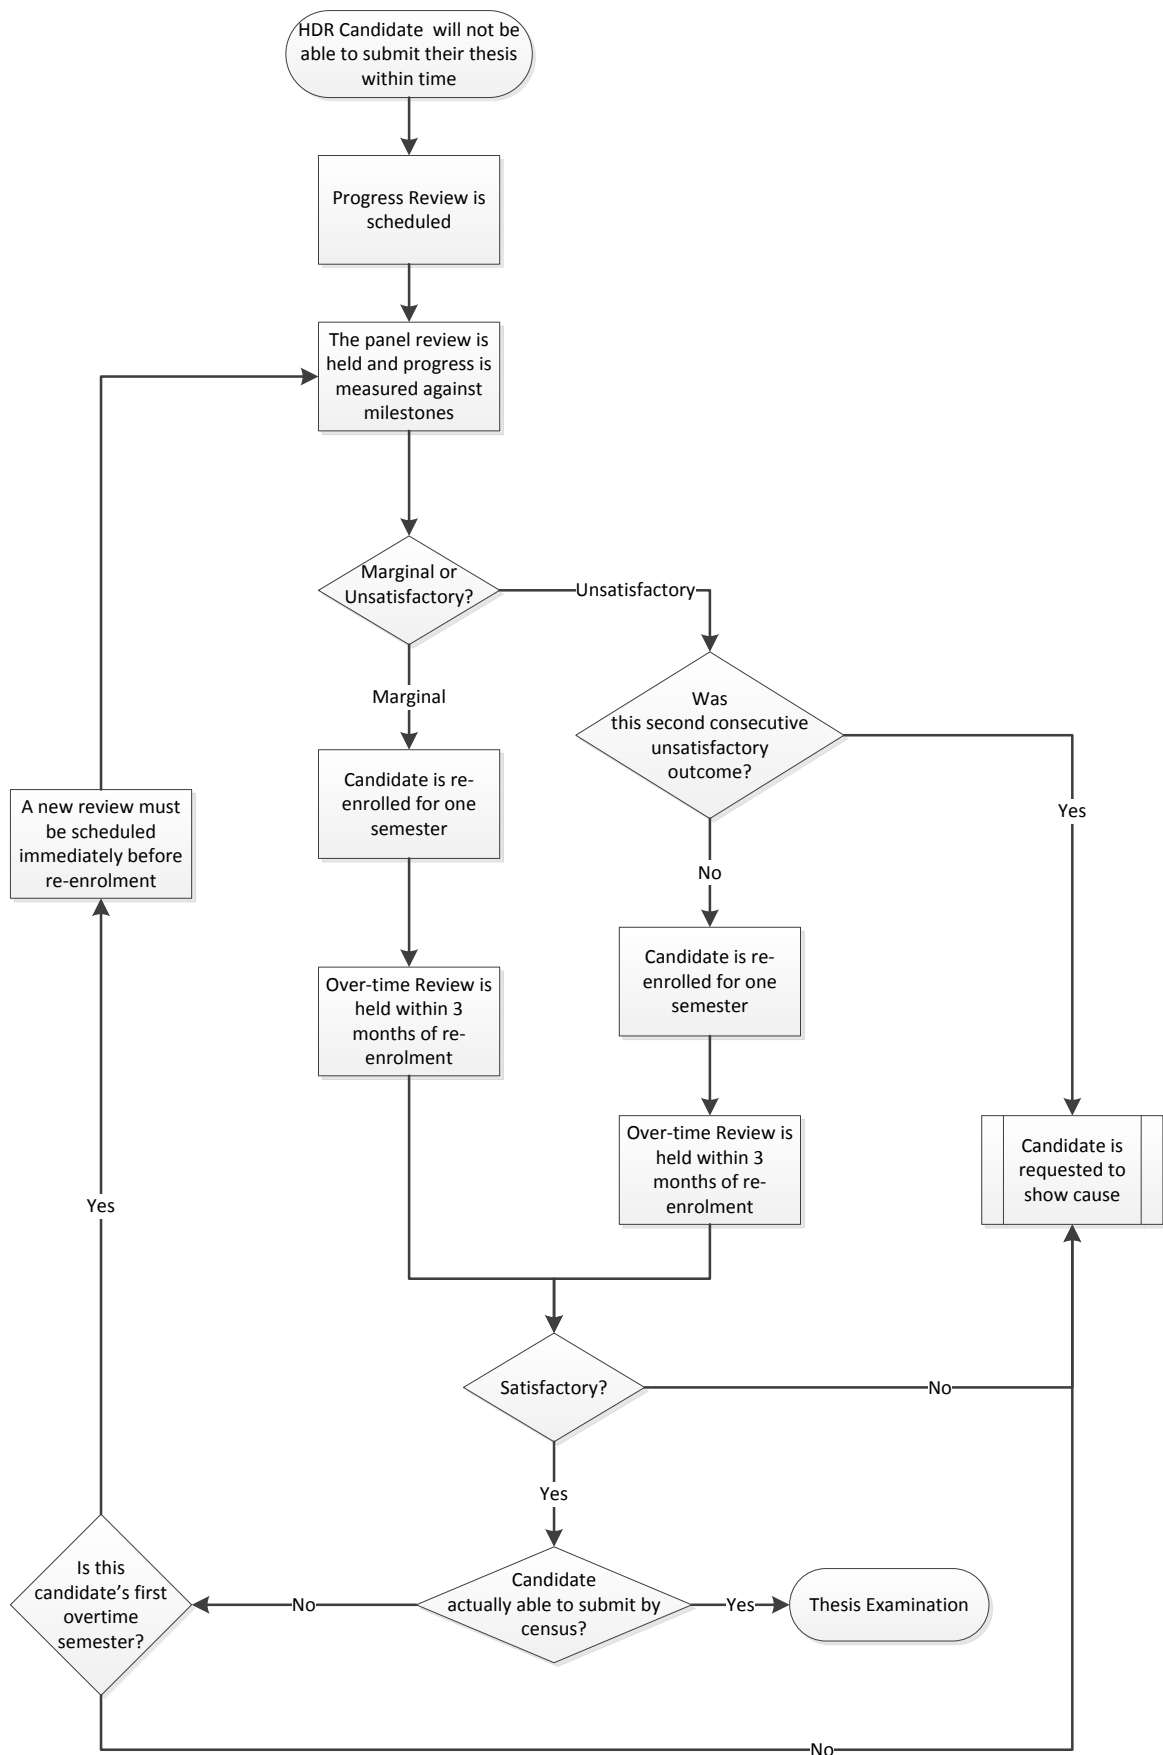 HDR Candidate  will not be
able to submit their thesis
within time
Progress Review is
scheduled
The panel review is
held and progress is
measured against
milestones
Marginal or
Unsatisfactory?
Unsatisfactory
Marginal
Was
this second consecutive
unsatisfactory
outcome?
Candidate is re-
enrolled for one
semester
A new review must
be scheduled
immediately before
re-enrolment
Yes
No
Candidate is re-
enrolled for one
semester
Over-time Review is
held within 3
months of re-
enrolment
Over-time Review is
held within 3
months of re-
enrolment
Candidate is
requested to
show cause
Yes
Satisfactory?
No
Yes
Is this
candidate’s first
overtime
semester?
No
Candidate
actually able to submit by
census?
Yes
Thesis Examination
No